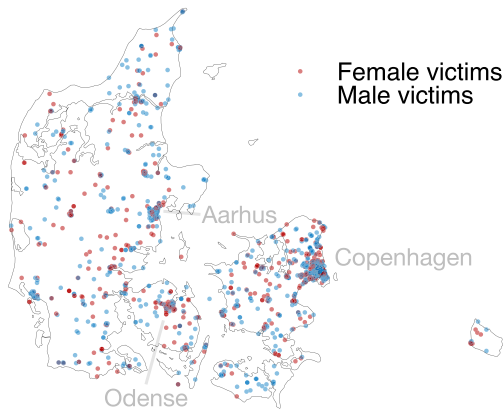 Female victims
Male victims
Aarhus
Copenhagen
Odense